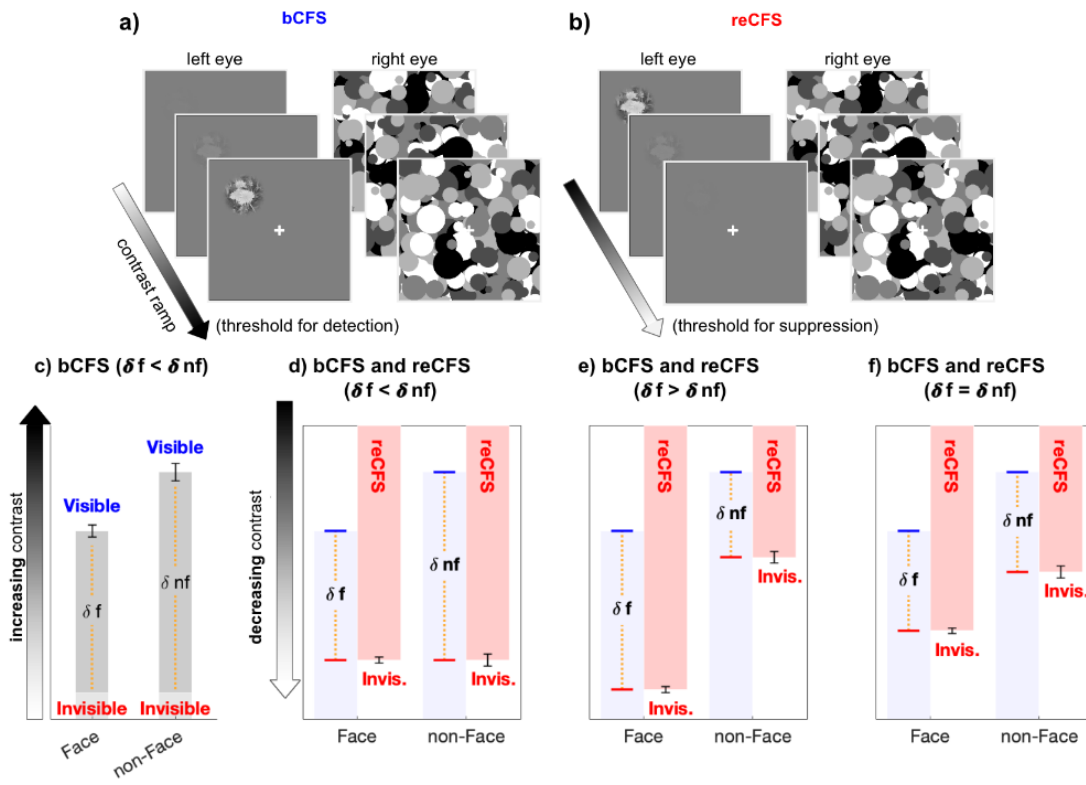 a)
bCFS
left eye
right eye
contrast ramp
(threshold for detection)
b)
reCFS
left eye
right eye
(threshold for suppression)
c) bCFS (δ f < δ nf)
increasing contrast
Visible
Visible
δ f
δ nf
Invisible
Invisible
Face
non-Face
d) bCFS and reCFS
(δ f < δ nf)
decreasing contrast
reCFS
reCFS
δ f
δ nf
Invis.
Invis.
Face
non-Face
e) bCFS and reCFS
(δ f > δ nf)
reCFS
reCFS
δ nf
δ f
Invis.
Invis.
Face
non-Face
f) bCFS and reCFS
(δ f = δ nf)
reCFS
reCFS
δ nf
δ f
Invis.
Invis.
Face
non-Face